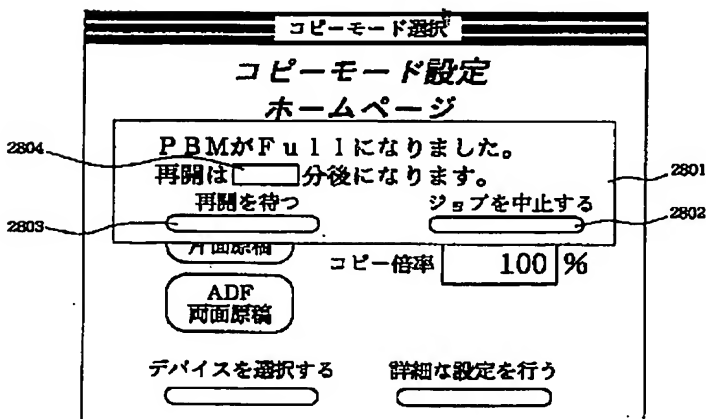 コピーモード選択
コピーモード設定
ホームページ
PBMがFullになりました。
2804
再開は 分後になります。
2801
再開を待つ ジョブを中止する
2803 2802
片面原稿
コピー倍率 100 %
ADF
両面原稿
デバイスを選択する 詳細な設定を行う